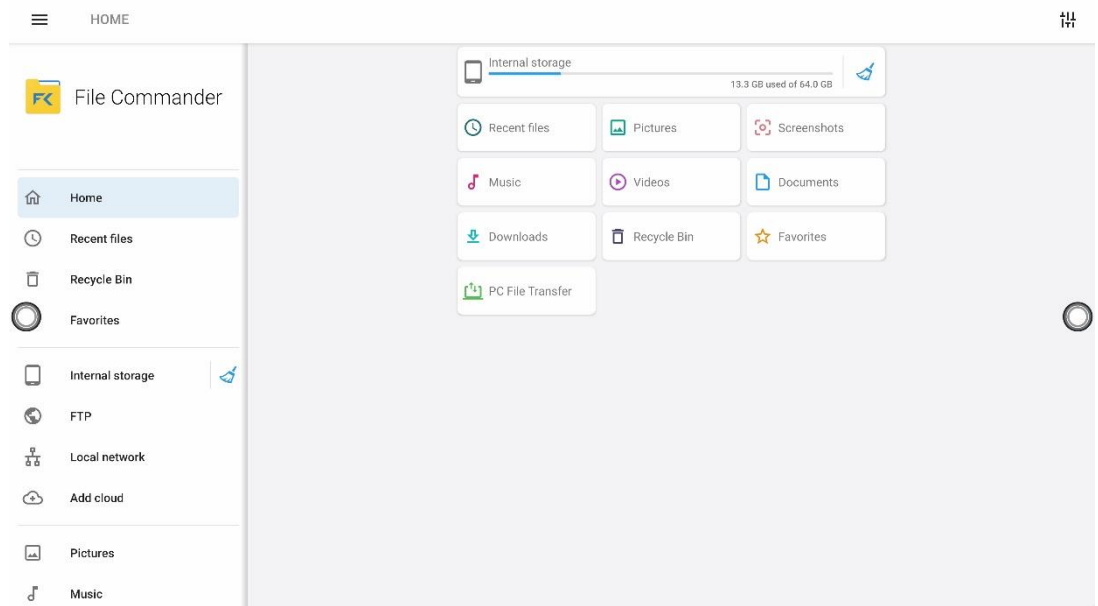 HOME
FK File Commander
Home
Recent files
Recycle Bin
Favorites
Internal storage
FTP
Local network
Add cloud
Pictures
Music
Internal storage
13.3 GB used of 64.0 GB
Recent files
Pictures
Screenshots
Music
Videos
Documents
Downloads
Recycle Bin
Favorites
PC File Transfer